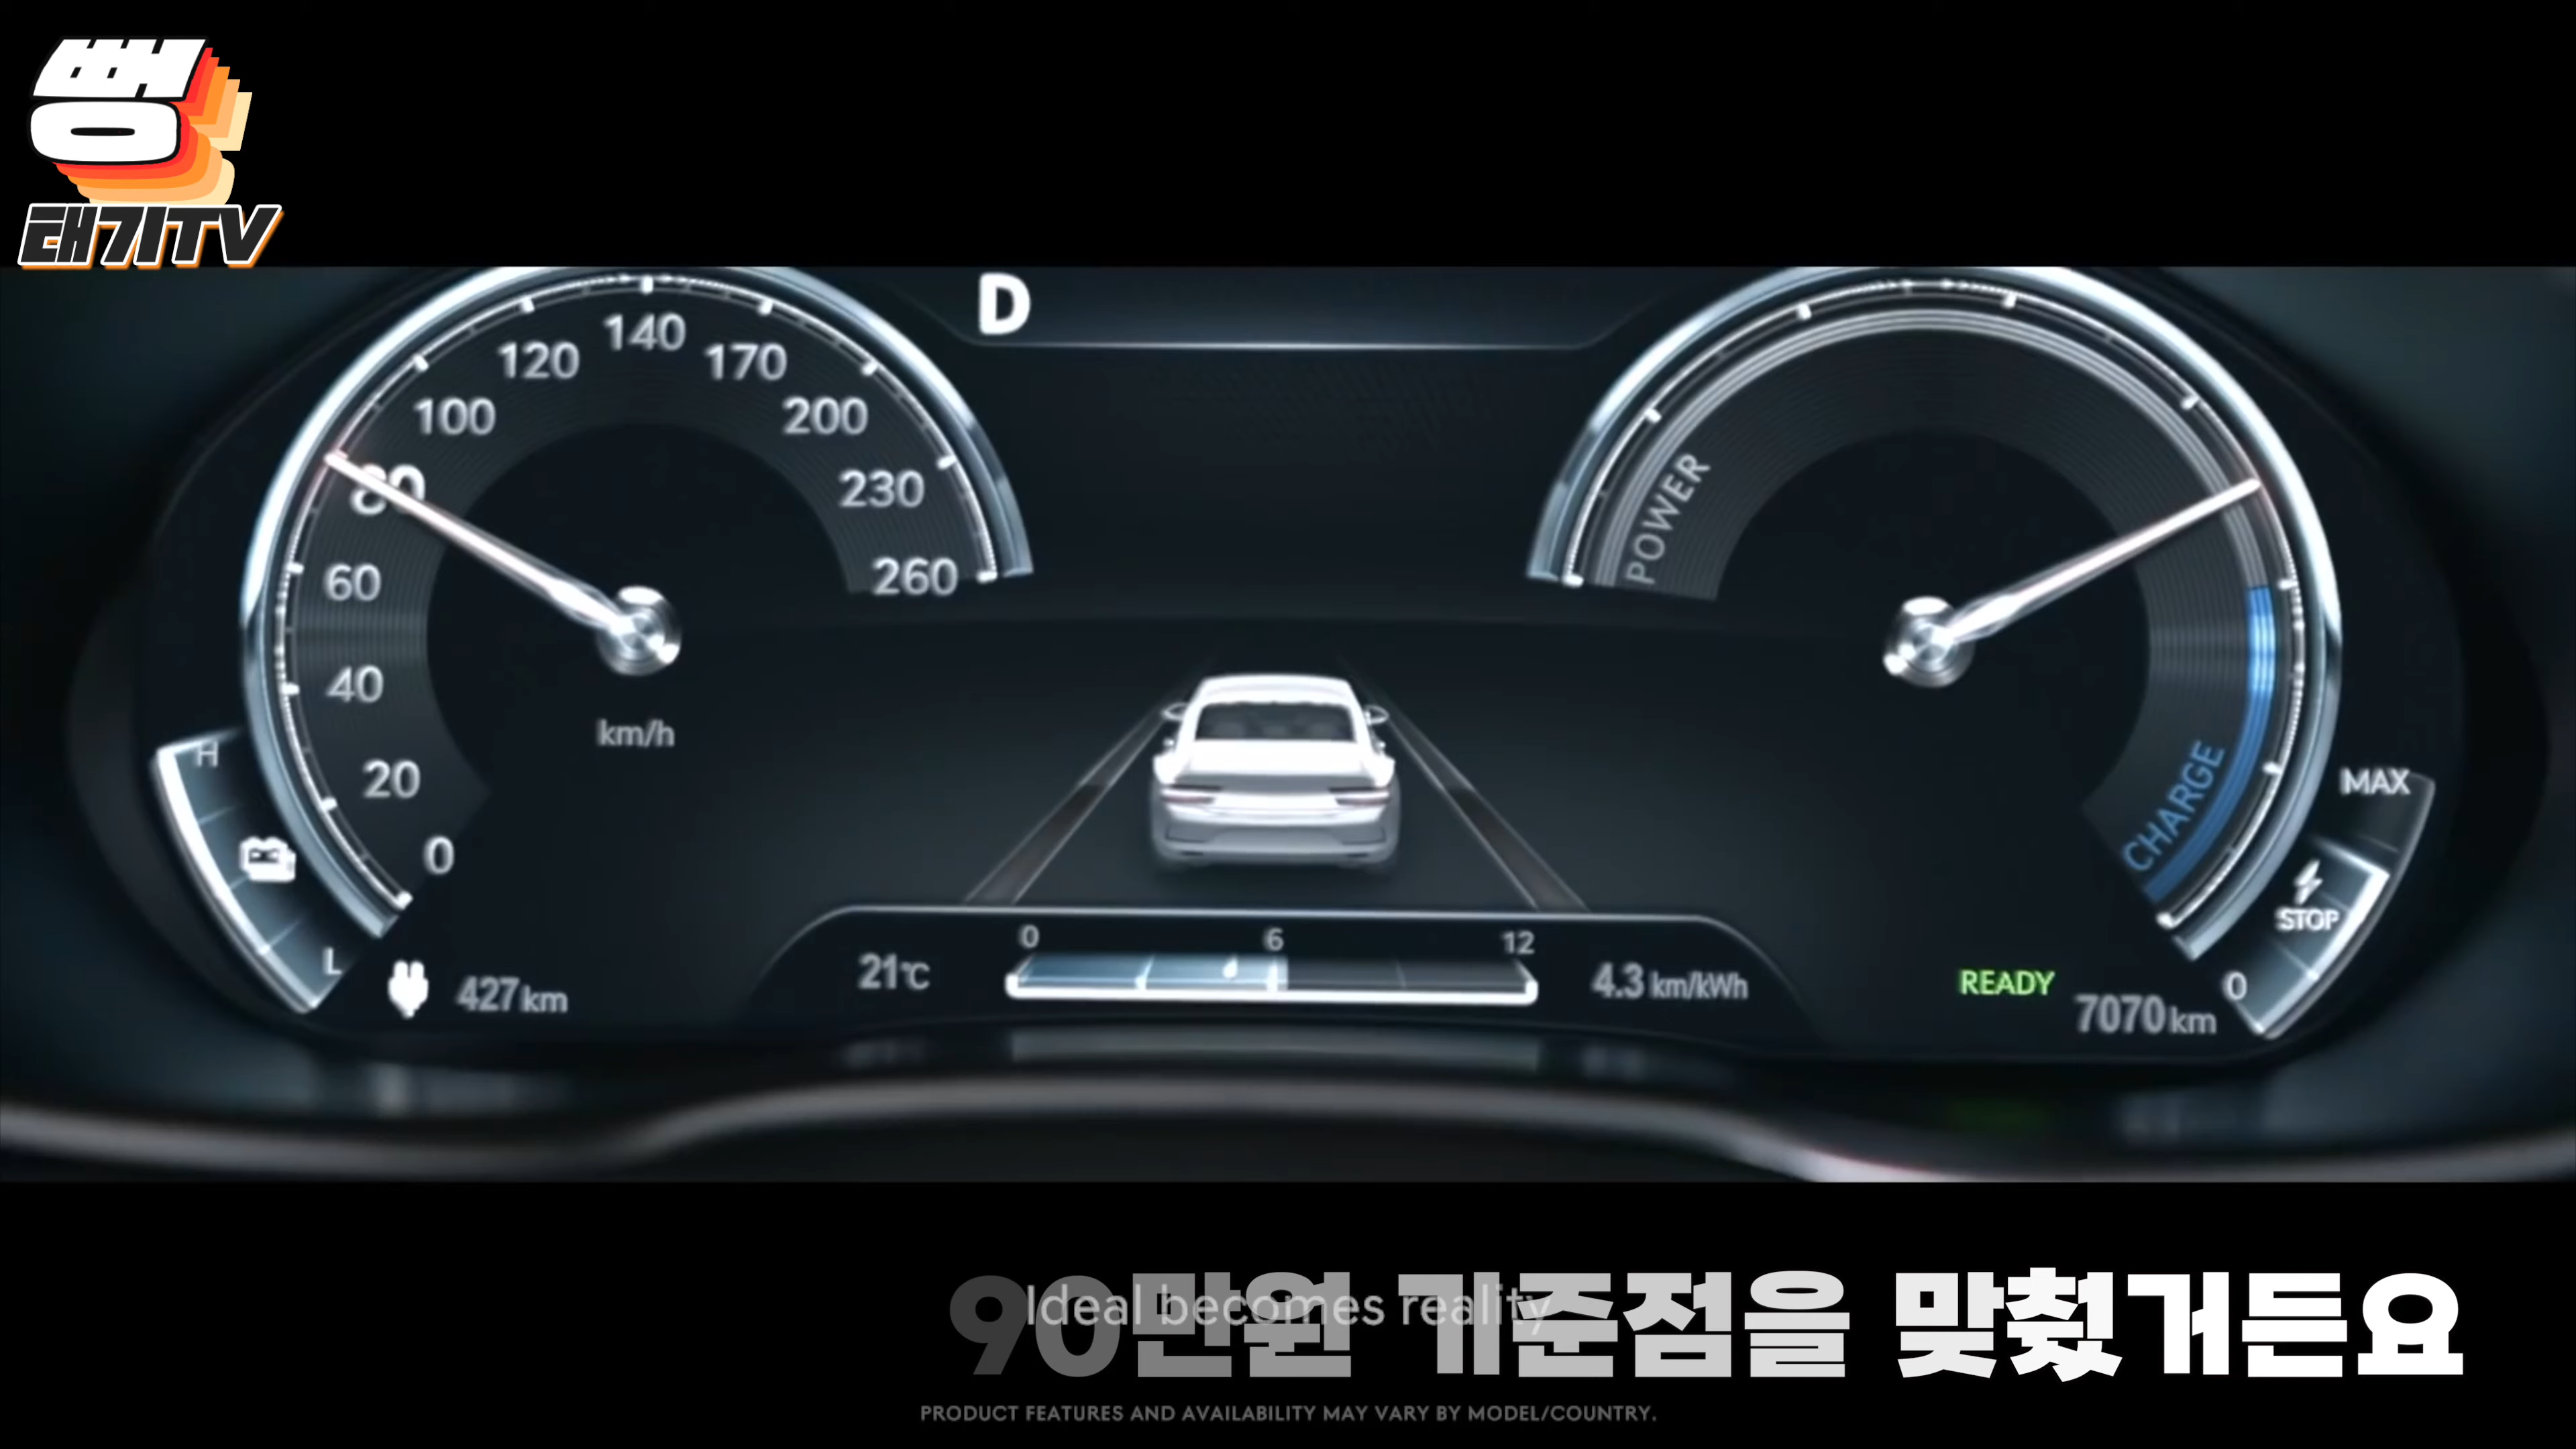 뻥
태기TV
D
140
120
170
100
200
80
230
60
260
40
20
0
km/h
H
L
427km
POWER
CHARGE
MAX
STOP
0
0 6 12
21℃
4.3 km/kWh
READY
7070km
Ideal becomes reality
90만원 기준점을 맞췄거든요
PRODUCT FEATURES AND AVAILABILITY MAY VARY BY MODEL/COUNTRY.